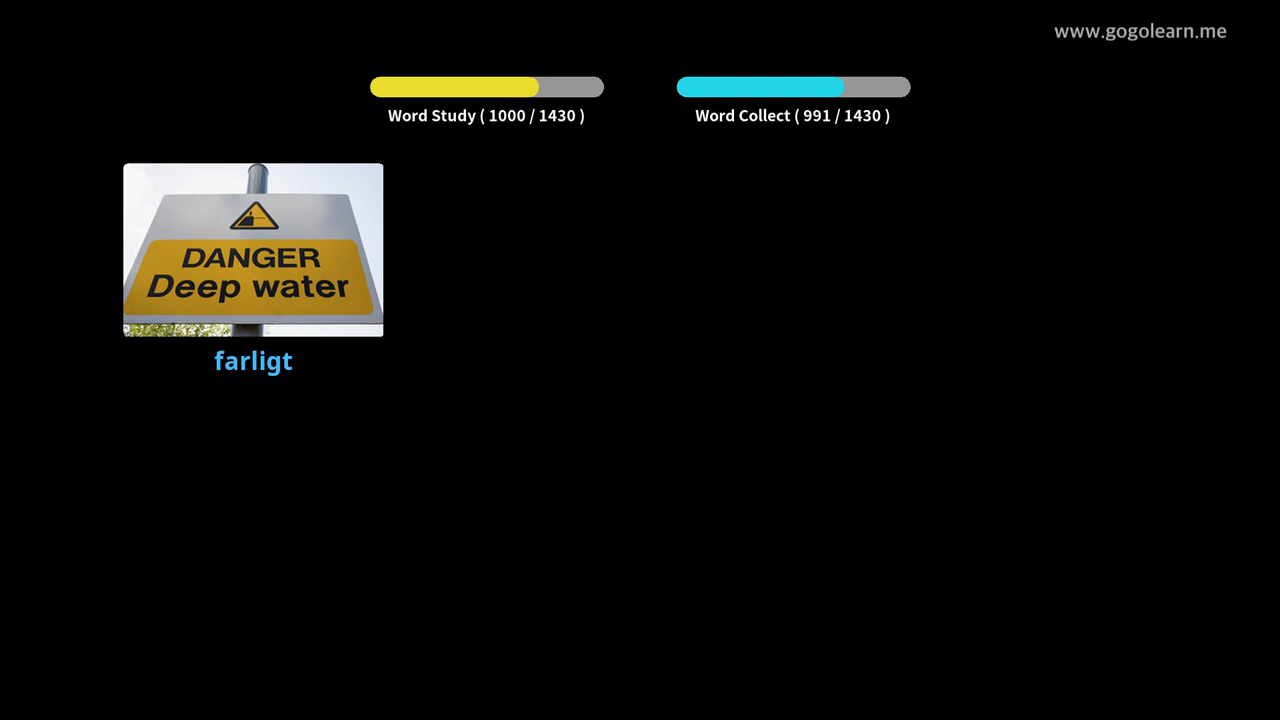 www.gogolearn.me
Word Study ( 1000 / 1430 )
Word Collect ( 991 / 1430 )
DANGER
Deep water
farligt